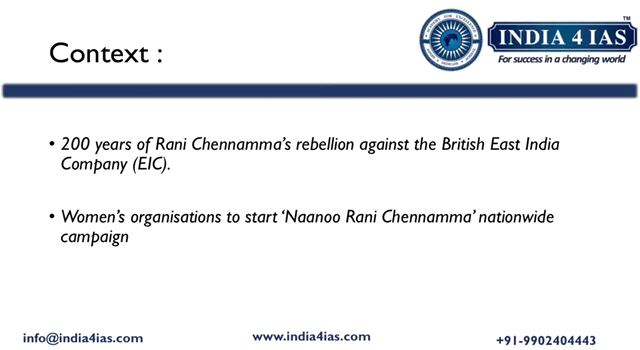 Context :
INDIA 4 IAS
TM
For success in a changing world
• 200 years of Rani Chennamma's rebellion against the British East India
Company (EIC).
• Women's organisations to start ‘Naanoo Rani Chennamma’ nationwide
campaign
info@india4ias.com
www.india4ias.com
+91-9902404443